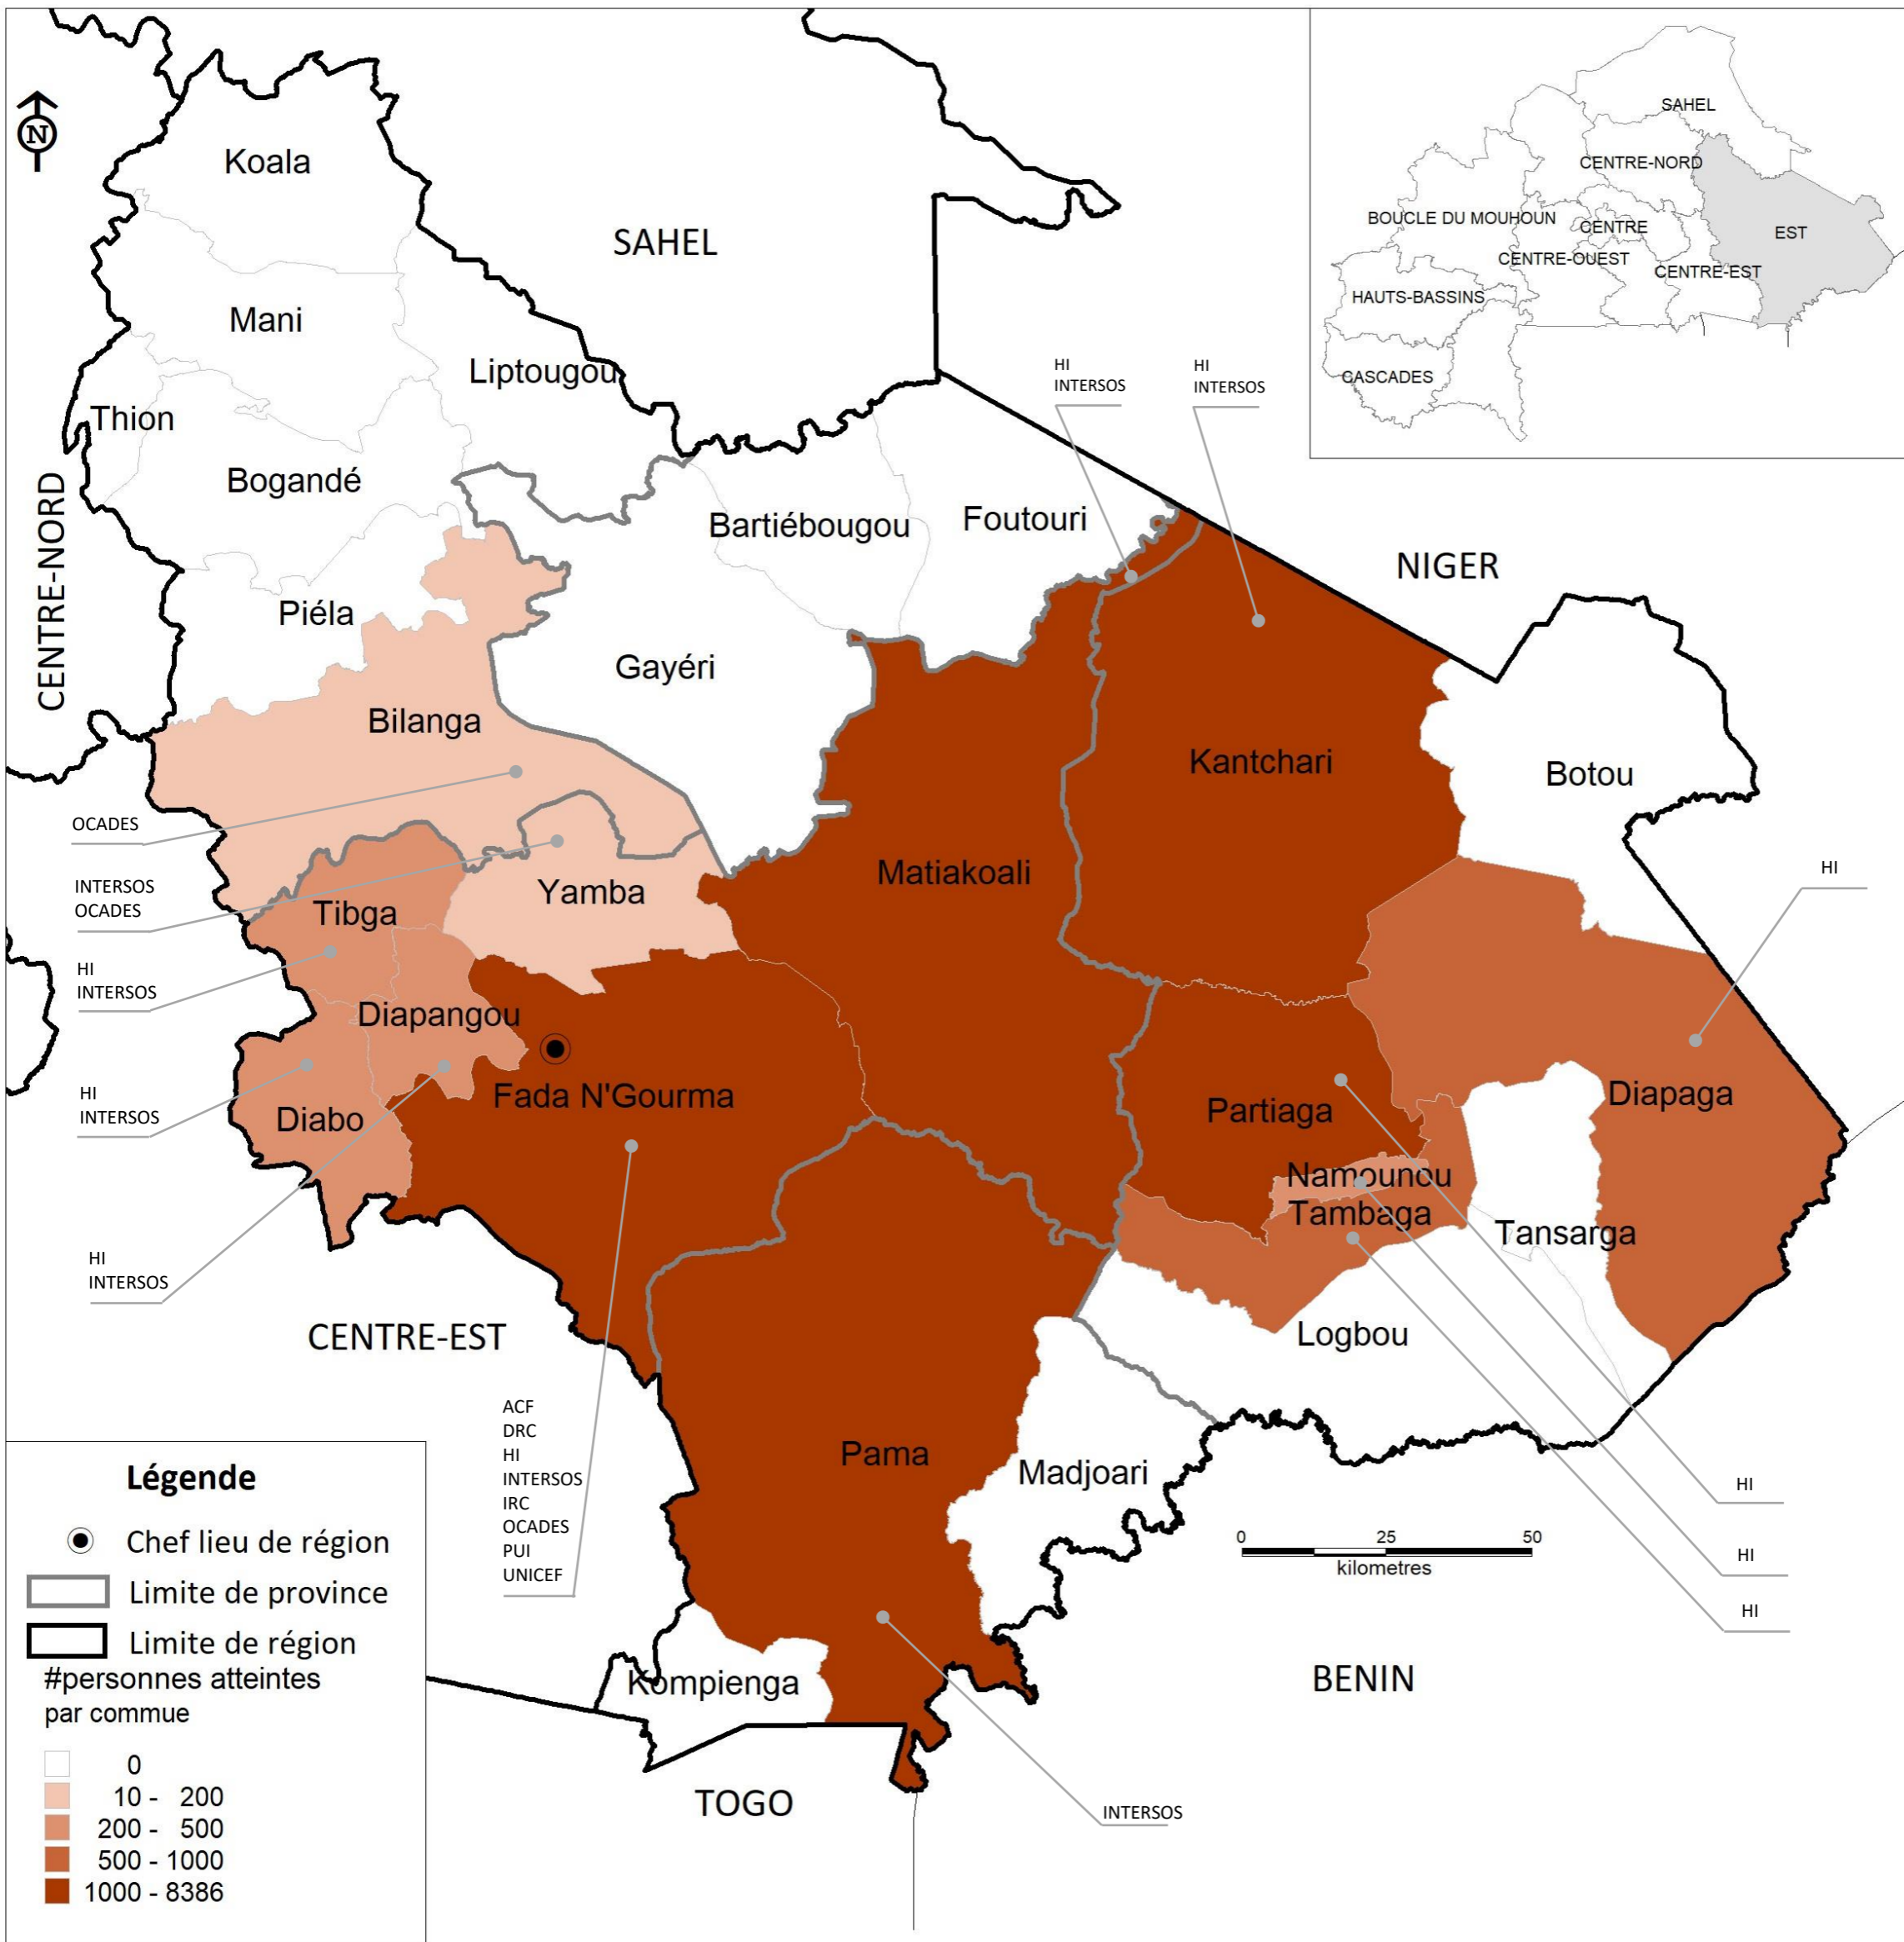 N
Koala
SAHEL
Mani
Liptougou
Thion
Bogandé
CENTRE-NORD
Bartiébougou
Foutouri
Piéla
Gayéri
Bilanga
NIGER
Kantchari
Botou
Matiakoali
Yamba
Tibga
Diapangou
Fada N'Gourma
Diabo
Partiaga
Diapaga
Namounou
Tambaga
Tansarga
Logbou
CENTRE-EST
Pama
Madjoari
Kompienga
BENIN
TOGO
HI
INTERSOS
HI
INTERSOS
OCADES
INTERSOS
OCADES
HI
INTERSOS
HI
INTERSOS
HI
INTERSOS
HI
ACF
DRC
HI
INTERSOS
IRC
OCADES
PUI
UNICEF
HI
HI
HI
INTERSOS
0 25 50
kilometres
SAHEL
CENTRE-NORD
BOUCLE DU MOUHOUN
CENTRE
EST
CENTRE-OUEST
CENTRE-EST
HAUTS-BASSINS
CASCADES
Légende
Chef lieu de région
Limite de province
Limite de région
#personnes atteintes
par commue
0
10 - 200
200 - 500
500 - 1000
1000 - 8386